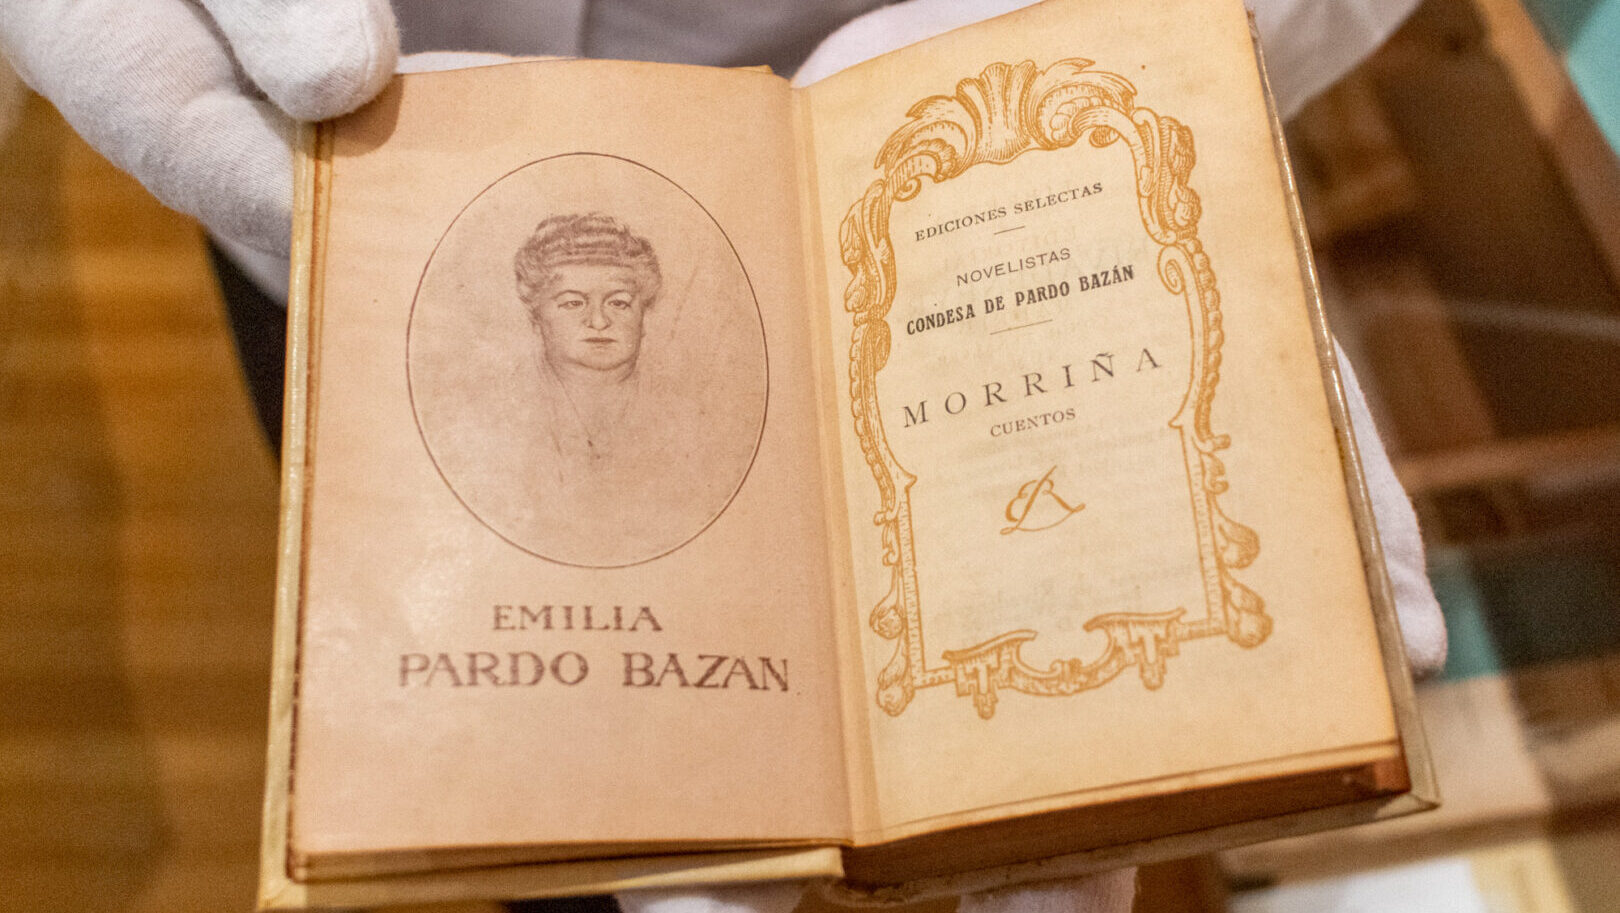 EMILIA
PARDO BAZAN
EDICIONES SELECTAS
NOVELISTAS
CONDESA DE PARDO BAZÁN
MORRIÑA
CUENTOS